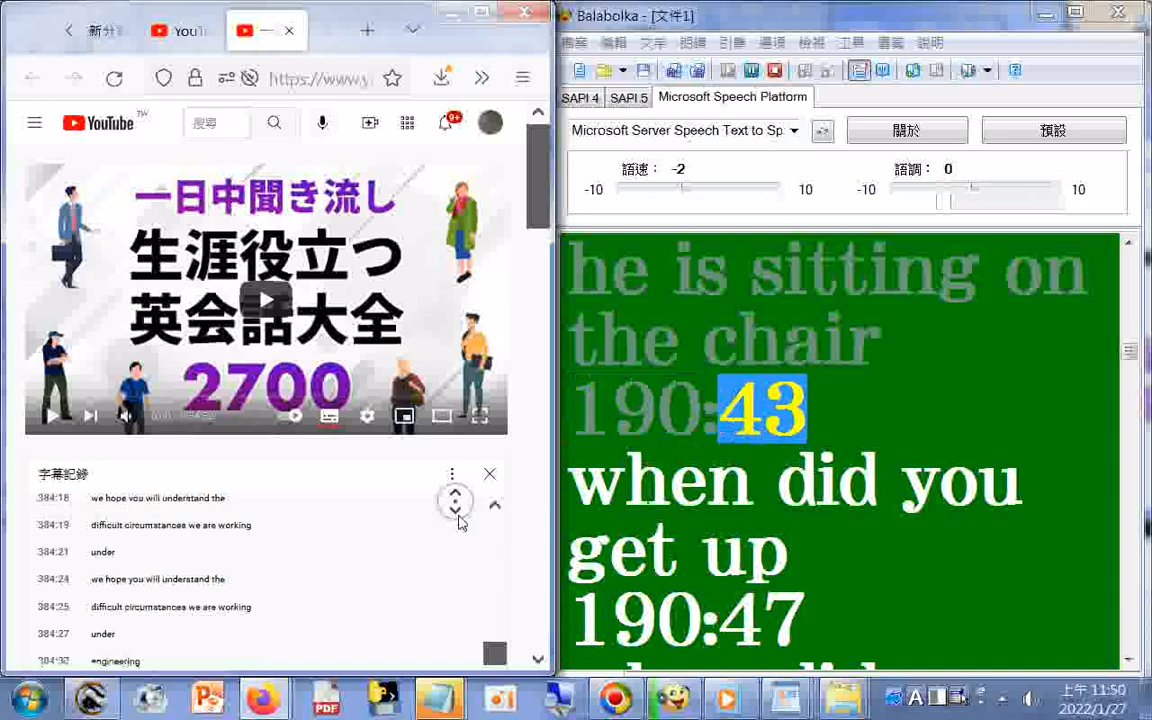 新分
YouT
一
https://www.y
YouTube TW
搜尋
9+
一日中聞き流し
生涯役立つ
英会話大全
2700
字幕記錄
384:18 we hope you will understand the
384:19 difficult circumstances we are working
384:21 under
384:24 we hope you will understand the
384:25 difficult circumstances we are working
384:27 under
engineering
Balabolka - [文件1]
檔案 編輯 文字 朗讀 引擎 選項 檢視 工具 書籤 說明
SAPI 4 SAPI 5 Microsoft Speech Platform
Microsoft Server Speech Text to Sp
關於 預設
語速： -2 語調： 0
-10 10 -10 10
he is sitting on
the chair
190:43
when did you
get up
190:47
PDF
A
上午 11:50
2022/1/27